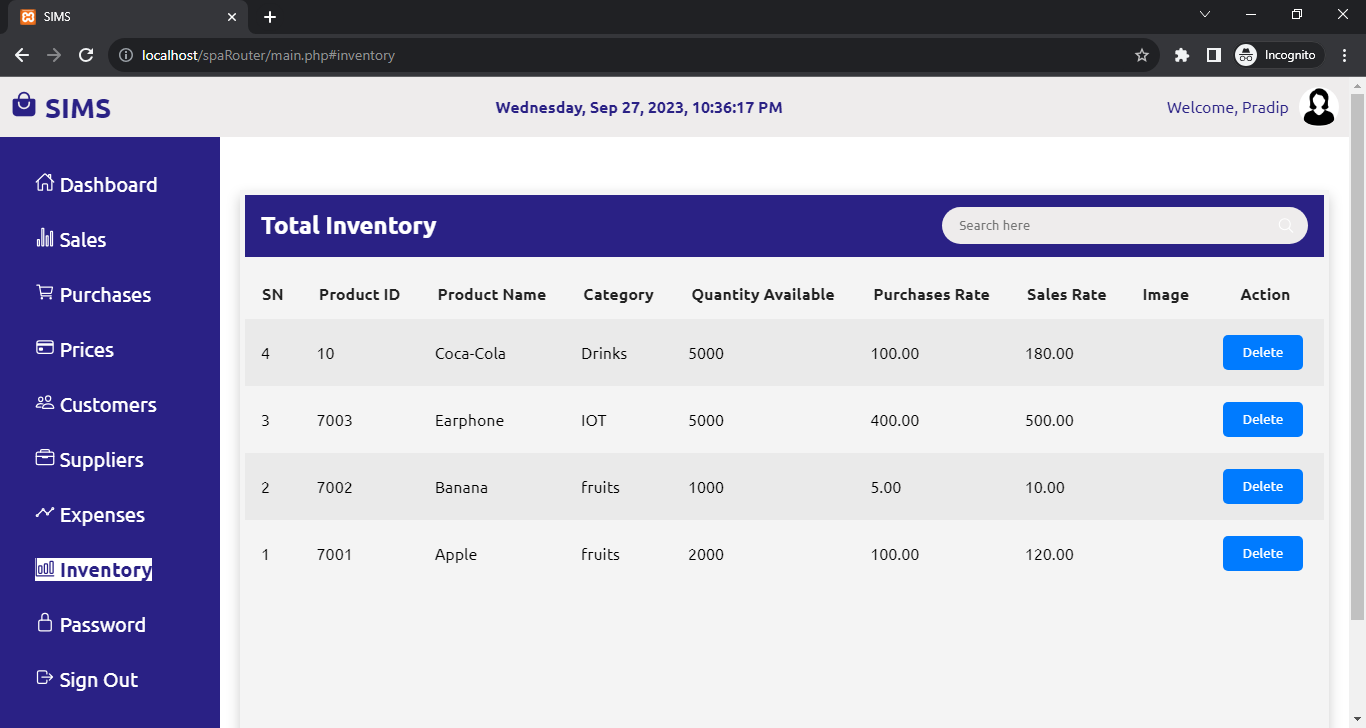 SIMS
localhost/spaRouter/main.php#inventory
Incognito
SIMS
Wednesday, Sep 27, 2023, 10:36:17 PM
Welcome, Pradip
Dashboard
Sales
Purchases
Prices
Customers
Suppliers
Expenses
Inventory
Password
Sign Out
Total Inventory
Search here
SN Product ID Product Name Category Quantity Available Purchases Rate Sales Rate Image Action
4 10 Coca-Cola Drinks 5000 100.00 180.00 Delete
3 7003 Earphone IOT 5000 400.00 500.00 Delete
2 7002 Banana fruits 1000 5.00 10.00 Delete
1 7001 Apple fruits 2000 100.00 120.00 Delete